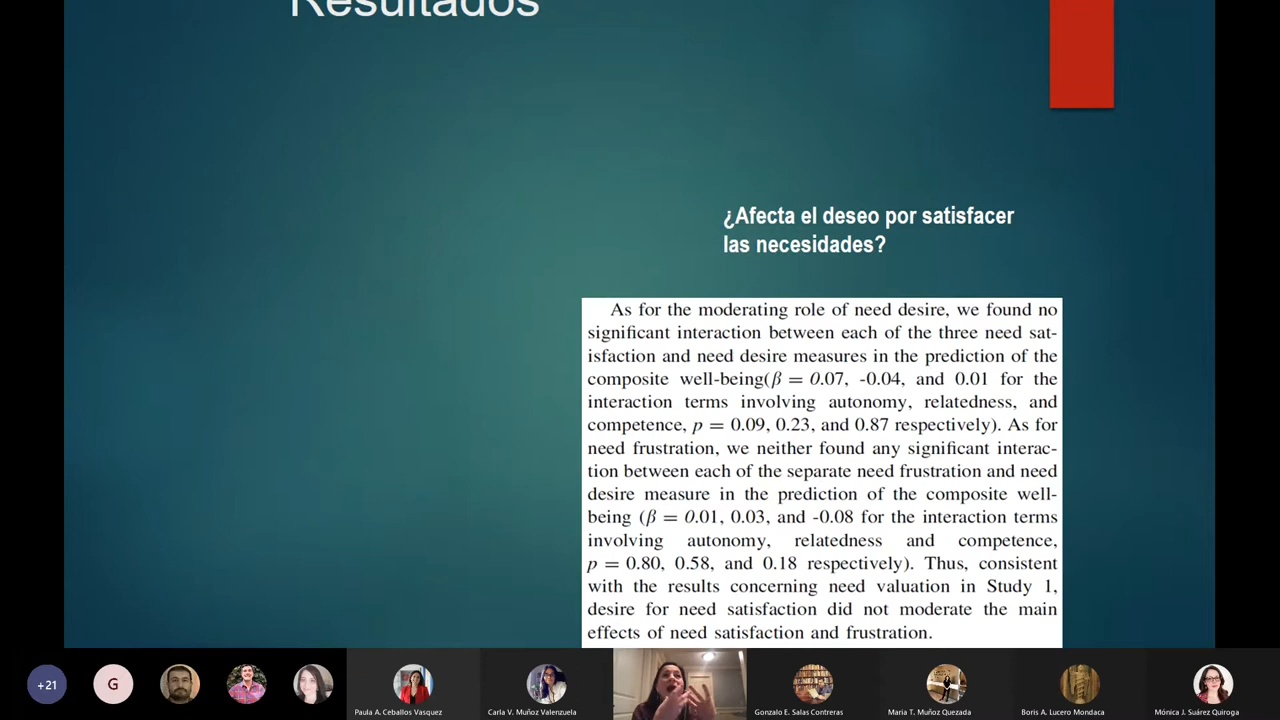 Resultados
¿Afecta el deseo por satisfacer
las necesidades?
As for the moderating role of need desire, we found no
significant interaction between each of the three need sat-
isfaction and need desire measures in the prediction of the
composite well-being(β = 0.07, -0.04, and 0.01 for the
interaction terms involving autonomy, relatedness, and
competence, p = 0.09, 0.23, and 0.87 respectively). As for
need frustration, we neither found any significant interac-
tion between each of the separate need frustration and need
desire measure in the prediction of the composite well-
being (β = 0.01, 0.03, and -0.08 for the interaction terms
involving autonomy, relatedness and competence,
p = 0.80, 0.58, and 0.18 respectively). Thus, consistent
with the results concerning need valuation in Study 1,
desire for need satisfaction did not moderate the main
effects of need satisfaction and frustration.
+21
G
Paula A. Ceballos Vasquez
Carla V. Muñoz Valenzuela
Gonzalo E. Salas Contreras
Maria T. Muñoz Quezada
Boris A. Lucero Mondaca
Mónica J. Suárez Quiroga